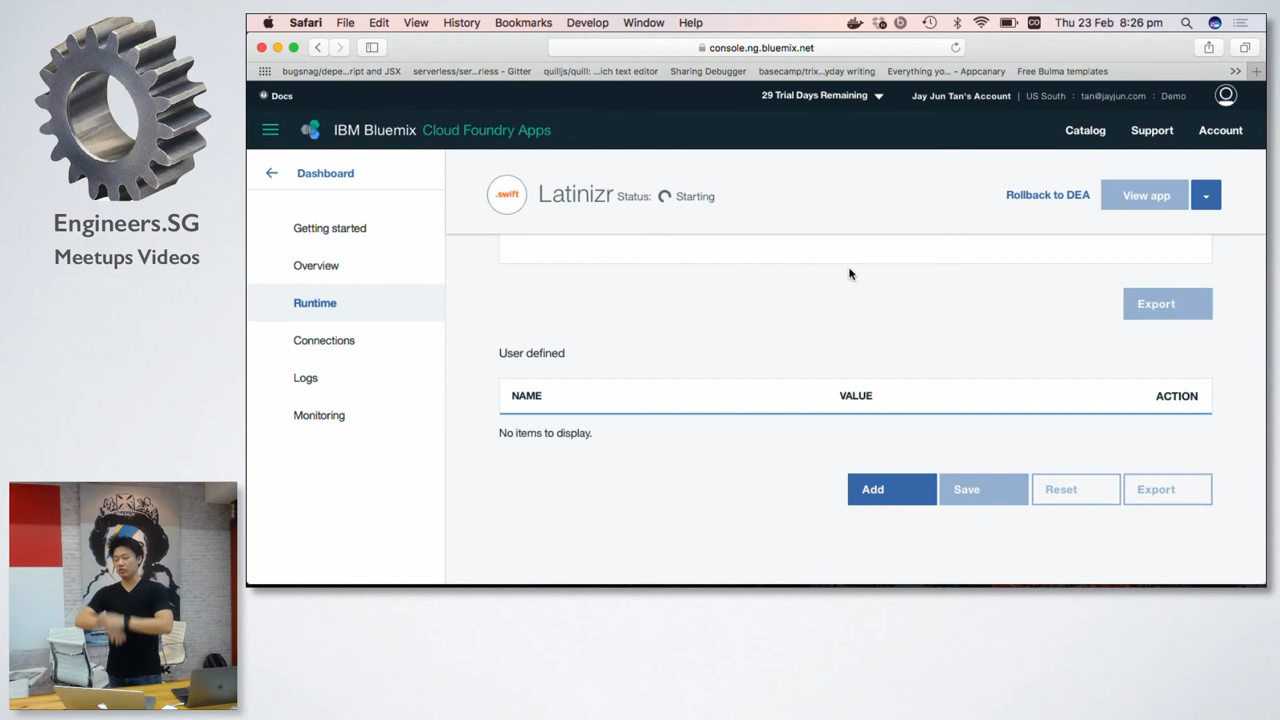 Engineers.SG
Meetups Videos
Safari File Edit View History Bookmarks Develop Window Help
Thu 23 Feb 8:26 pm
console.ng.bluemix.net
bugsnag/depe...ript and JSX serverless/ser...rless - Gitter quilljs/quill: ...ich text editor Sharing Debugger basecamp/trix...yday writing Everything yo... - Appcanary Free Bulma templates
Docs
29 Trial Days Remaining
Jay Jun Tan's Account | US South : tan@jayjun.com : Demo
IBM Bluemix Cloud Foundry Apps
Catalog Support Account
Dashboard
Getting started
Overview
Runtime
Connections
Logs
Monitoring
.swift
Latinizr Status: Starting
Rollback to DEA
View app
Export
User defined
NAME VALUE ACTION
No items to display.
Add Save Reset Export